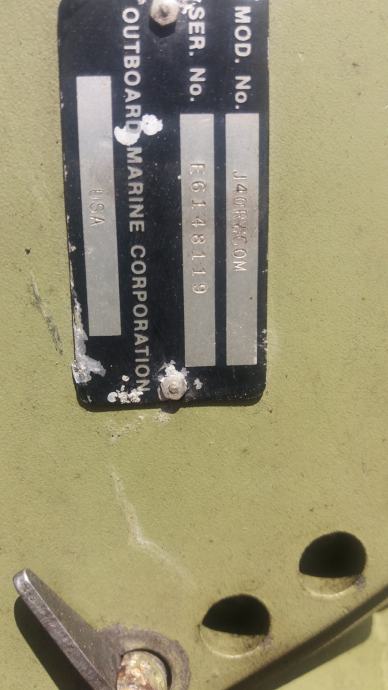 MOD. No.
SER. No. E6148119
OUTBOARD MARINE CORPORATION
USA